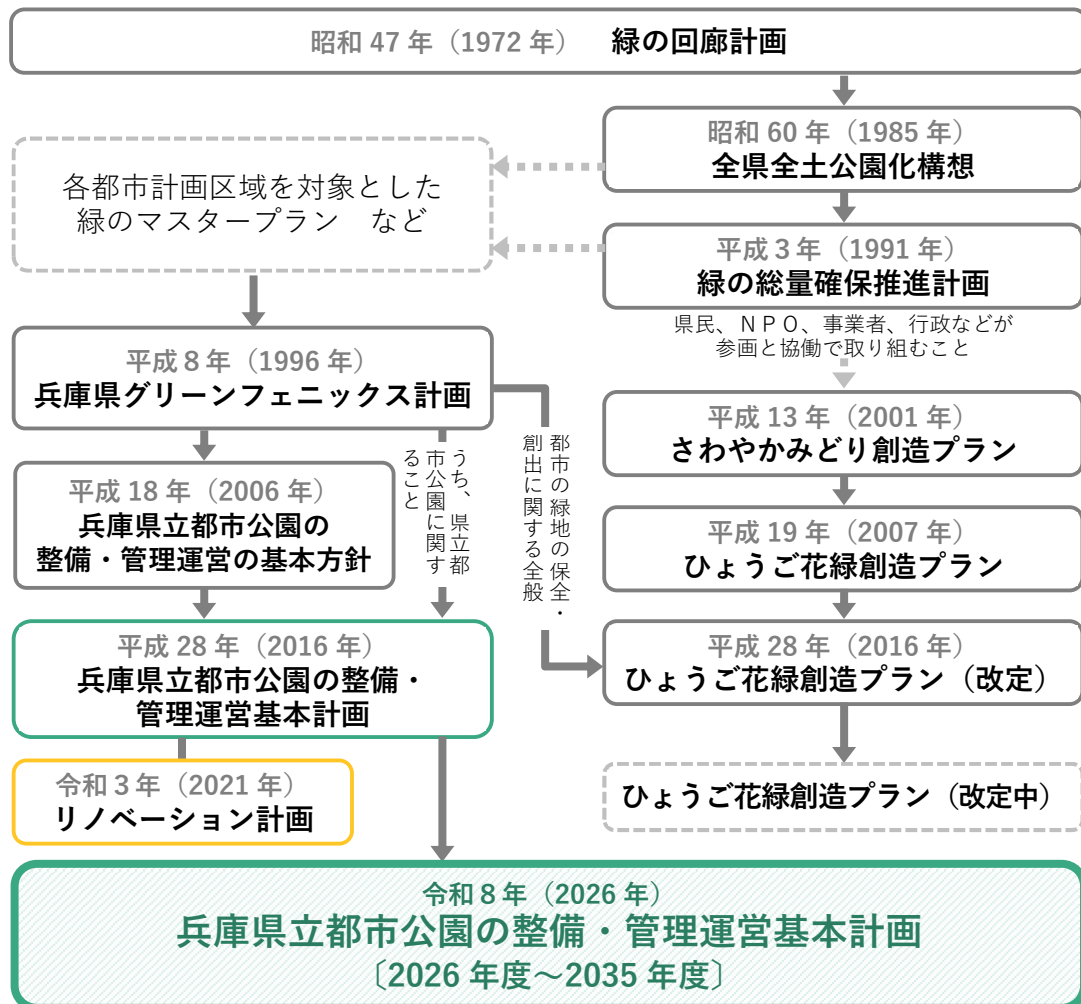 昭和 47 年（1972 年）　緑の回廊計画
昭和 60 年（1985 年）
全県全土公園化構想
各都市計画区域を対象とした
緑のマスタープラン　など
平成 3 年（1991 年）
緑の総量確保推進計画
県民、ＮＰＯ、事業者、行政などが
参画と協働で取り組むこと
平成 8 年（1996 年）
兵庫県グリーンフェニックス計画
平成 13 年（2001 年）
さわやかみどり創造プラン
うち、県立都
市公園に関す
ること
都市の緑地の保全・
創出に関する全般
平成 18 年（2006 年）
兵庫県立都市公園の
整備・管理運営の基本方針
平成 19 年（2007 年）
ひょうご花緑創造プラン
平成 28 年（2016 年）
兵庫県立都市公園の整備・
管理運営基本計画
平成 28 年（2016 年）
ひょうご花緑創造プラン（改定）
令和 3 年（2021 年）
リノベーション計画
ひょうご花緑創造プラン（改定中）
令和 8 年（2026 年）
兵庫県立都市公園の整備・管理運営基本計画
〔2026 年度～2035 年度〕